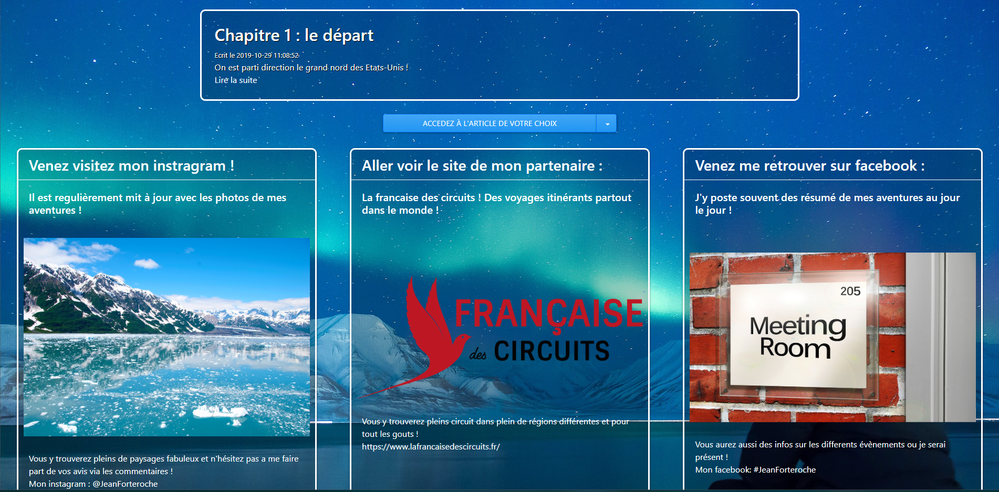 Chapitre 1 : le départ
Ecrit le 2019-10-29 11:08:52
On est parti direction le grand nord des Etats-Unis !
Lire la suite
ACCEDEZ À L'ARTICLE DE VOTRE CHOIX
Venez visitez mon instragram !
Il est regulièrement mit à jour avec les photos de mes
aventures !
Vous y trouverez pleins de paysages fabuleux et n'hésitez pas a me faire
part de vos avis via les commentaires !
Mon instagram : @JeanForteroche
Aller voir le site de mon partenaire :
La francaise des circuits ! Des voyages itinérants partout
dans le monde !
FRANÇAISE
des CIRCUITS
Vous y trouverez pleins circuit dans plein de régions différentes et pour
tout les gouts !
https://www.lafrancaisedescircuits.fr/
Venez me retrouver sur facebook :
J'y poste souvent des résumé de mes aventures au jour
le jour !
205
Meeting
Room
Vous aurez aussi des infos sur les differents évènements ou je serai
présent !
Mon facebook: #JeanForteroche